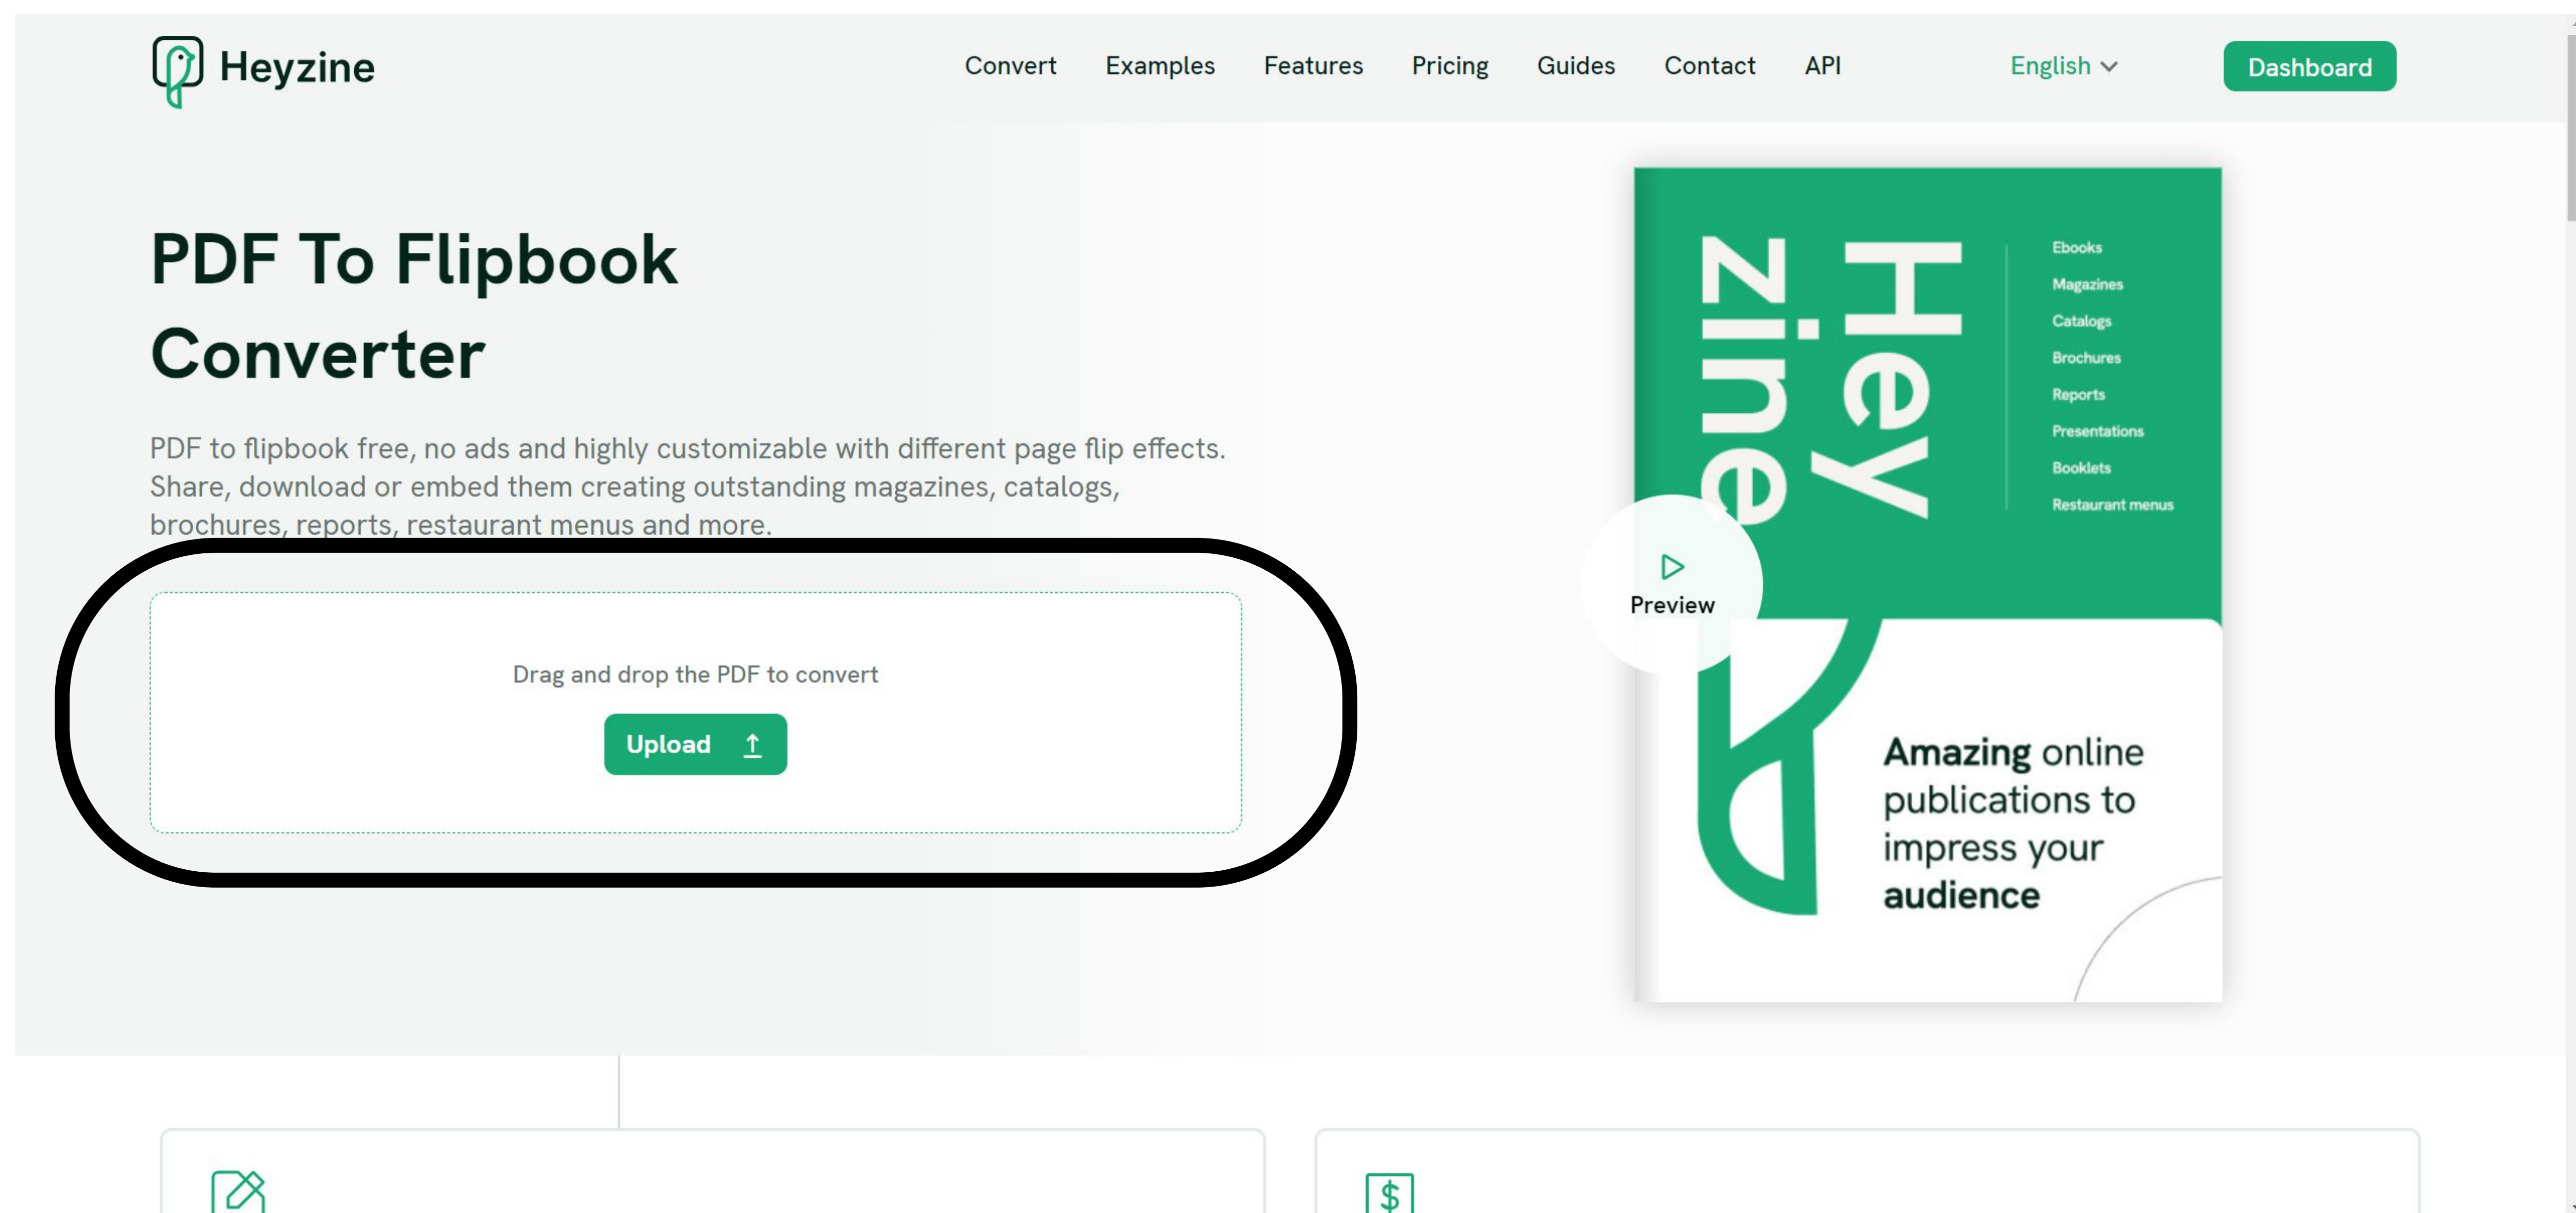 Heyzine
Convert
Examples
Features
Pricing
Guides
Contact
API
English
Dashboard
PDF To Flipbook
Converter
PDF to flipbook free, no ads and highly customizable with different page flip effects.
Share, download or embed them creating outstanding magazines, catalogs,
brochures, reports, restaurant menus and more.
Drag and drop the PDF to convert
Upload
Hey
zine
Ebooks
Magazines
Catalogs
Brochures
Reports
Presentations
Booklets
Restaurant menus
Preview
Amazing online
publications to
impress your
audience
$